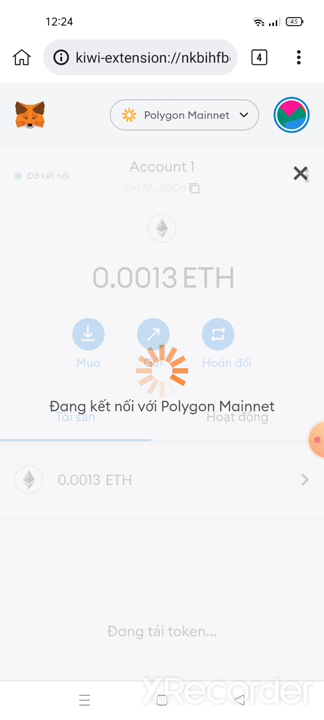 12:24
43
kiwi-extension://nkbihfb
4
Polygon Mainnet
Account 1
Đã kết nối
0x179...52Cd
0.0013 ETH
Mua
Gửi
Hoán đổi
Đang kết nối với Polygon Mainnet
Tài sản
Hoạt động
0.0013 ETH
Đang tải token...
XRecorder